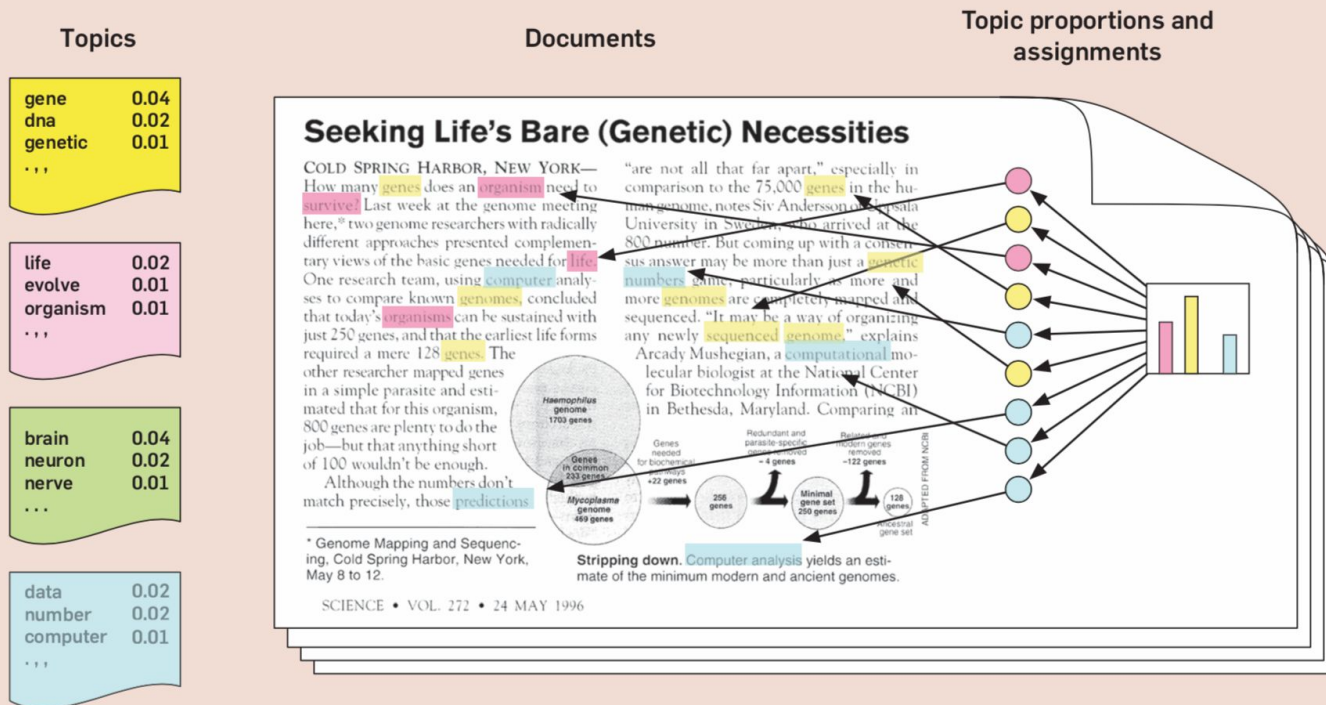 Topics
Documents
Topic proportions and
assignments
gene 0.04
dna 0.02
genetic 0.01
.,,
life 0.02
evolve 0.01
organism 0.01
.,,
brain 0.04
neuron 0.02
nerve 0.01
...
data 0.02
number 0.02
computer 0.01
.,,
Seeking Life's Bare (Genetic) Necessities
COLD SPRING HARBOR, NEW YORK—
How many genes does an organism need to
survive? Last week at the genome meeting
here,* two genome researchers with radically
different approaches presented complemen-
tary views of the basic genes needed for life.
One research team, using computer analy-
ses to compare known genomes, concluded
that today's organisms can be sustained with
just 250 genes, and that the earliest life forms
required a mere 128 genes. The
other researcher mapped genes
in a simple parasite and esti-
mated that for this organism,
800 genes are plenty to do the
job—but that anything short
of 100 wouldn't be enough.
Although the numbers don't
match precisely, those predictions
* Genome Mapping and Sequenc-
ing, Cold Spring Harbor, New York,
May 8 to 12.
"are not all that far apart," especially in
comparison to the 75,000 genes in the hu-
man genome, notes Siv Andersson of Uppsala
University in Sweden, who arrived at the
800 number. But coming up with a consen-
sus answer may be more than just a genetic
numbers game, particularly as more and
more genomes are completely mapped and
sequenced. "It may be a way of organizing
any newly sequenced genome," explains
Arcady Mushegian, a computational mo-
lecular biologist at the National Center
for Biotechnology Information (NCBI)
in Bethesda, Maryland. Comparing an
Haemophilus
genome
1703 genes
Genes
in common
233 genes
Mycoplasma
genome
469 genes
Genes
needed
for biochemical
pathways
+22 genes
256
genes
Redundant and
parasite-specific
genes removed
– 4 genes
Minimal
gene set
250 genes
Related and
modern genes
removed
–122 genes
128
genes
Ancestral
gene set
ADAPTED FROM NCBI
Stripping down. Computer analysis yields an esti-
mate of the minimum modern and ancient genomes.
SCIENCE • VOL. 272 • 24 MAY 1996